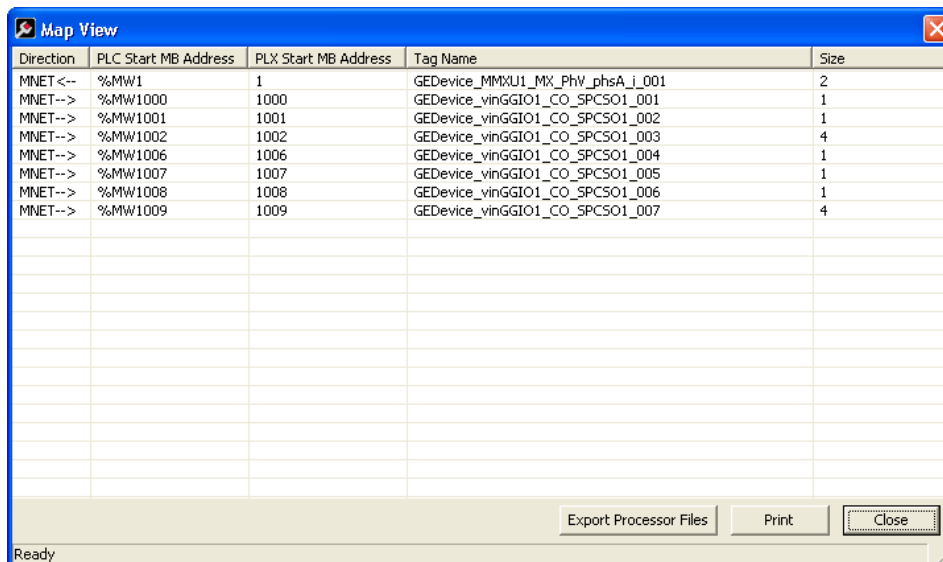 Map View
Direction PLC Start MB Address PLX Start MB Address Tag Name Size
MNET<-- %MW1 1 GEDevice_MMXU1_MX_PhV_phsA_i_001 2
MNET--> %MW1000 1000 GEDevice_vinGGIO1_CO_SPCSO1_001 1
MNET--> %MW1001 1001 GEDevice_vinGGIO1_CO_SPCSO1_002 1
MNET--> %MW1002 1002 GEDevice_vinGGIO1_CO_SPCSO1_003 4
MNET--> %MW1006 1006 GEDevice_vinGGIO1_CO_SPCSO1_004 1
MNET--> %MW1007 1007 GEDevice_vinGGIO1_CO_SPCSO1_005 1
MNET--> %MW1008 1008 GEDevice_vinGGIO1_CO_SPCSO1_006 1
MNET--> %MW1009 1009 GEDevice_vinGGIO1_CO_SPCSO1_007 4
Export Processor Files Print Close
Ready